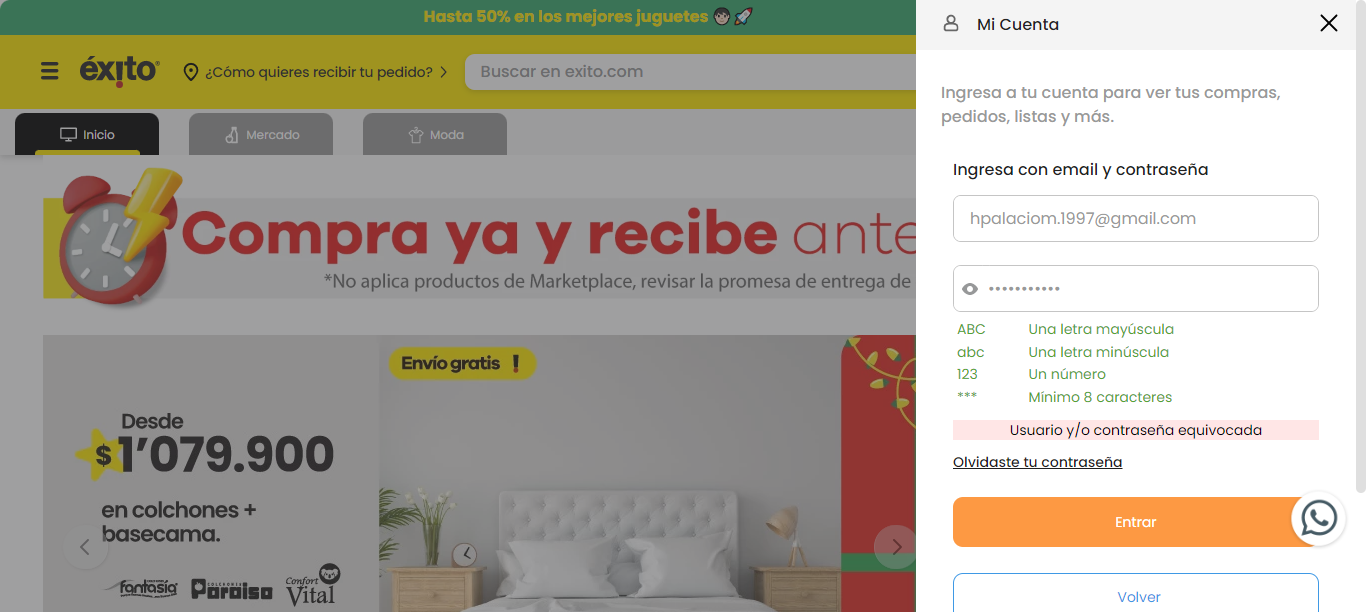 Hasta 50% en los mejores juguetes
éxito
¿Cómo quieres recibir tu pedido?
Buscar en exito.com
Inicio
Mercado
Moda
Compra ya y recibe ante
*No aplica productos de Marketplace, revisar la promesa de entrega de
Envío gratis !
Desde
$1'079.900
en colchones +
basecama.
fantasía
COLCHONES
Paraíso
Confort
Vital
Mi Cuenta
Ingresa a tu cuenta para ver tus compras,
pedidos, listas y más.
Ingresa con email y contraseña
hpalaciom.1997@gmail.com
•••••••••••
ABC Una letra mayúscula
abc Una letra minúscula
123 Un número
*** Mínimo 8 caracteres
Usuario y/o contraseña equivocada
Olvidaste tu contraseña
Entrar
Volver